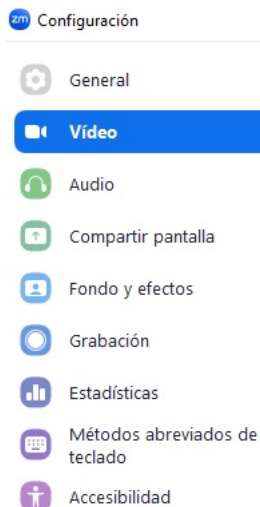 zm Configuración
General
Vídeo
Audio
Compartir pantalla
Fondo y efectos
Grabación
Estadísticas
Métodos abreviados de
teclado
Accesibilidad